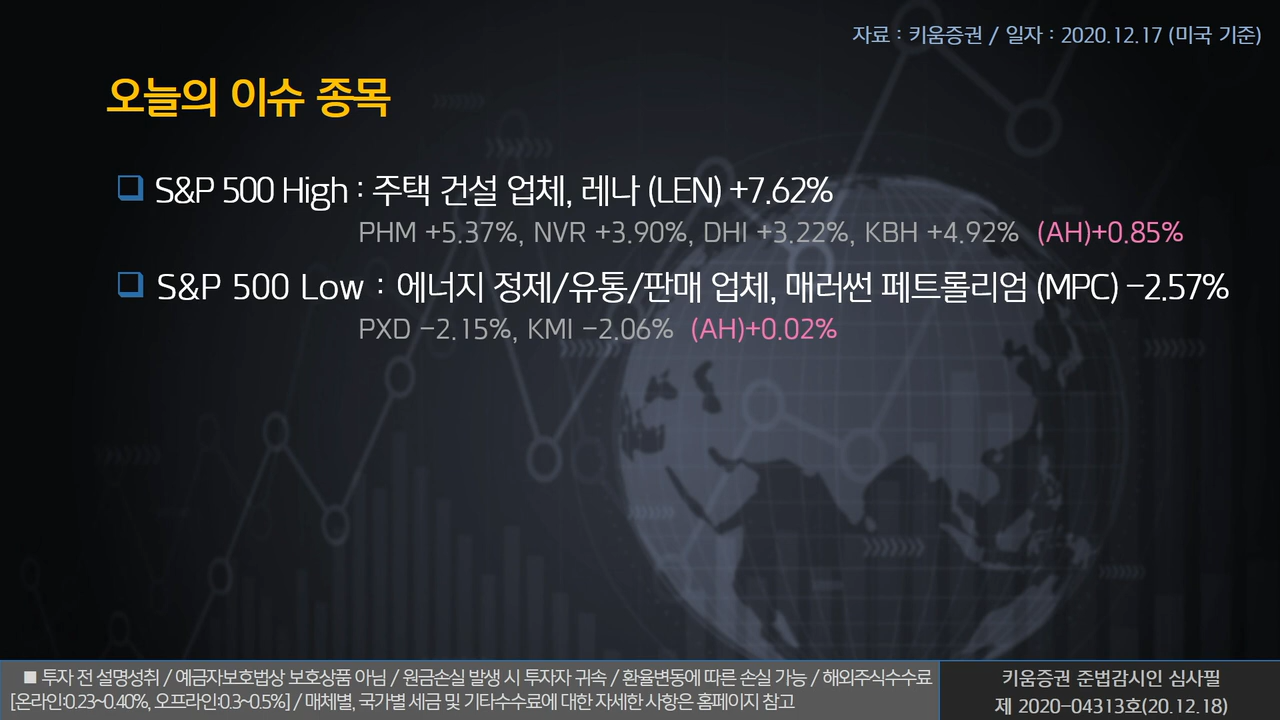 자료 : 키움증권 / 일자 : 2020.12.17 (미국 기준)
오늘의 이슈 종목
S&P 500 High : 주택 건설 업체, 레나 (LEN) +7.62%
PHM +5.37%, NVR +3.90%, DHI +3.22%, KBH +4.92% (AH)+0.85%
S&P 500 Low : 에너지 정제/유통/판매 업체, 매러썬 페트롤리엄 (MPC) -2.57%
PXD -2.15%, KMI -2.06% (AH)+0.02%
■ 투자 전 설명성취 / 예금자보호법상 보호상품 아님 / 원금손실 발생 시 투자자 귀속 / 환율변동에 따른 손실 가능 / 해외주식수수료
[온라인:0.23~0.40%, 오프라인:0.3~0.5%] / 매체별, 국가별 세금 및 기타수수료에 대한 자세한 사항은 홈페이지 참고
키움증권 준법감시인 심사필
제 2020-04313호(20.12.18)